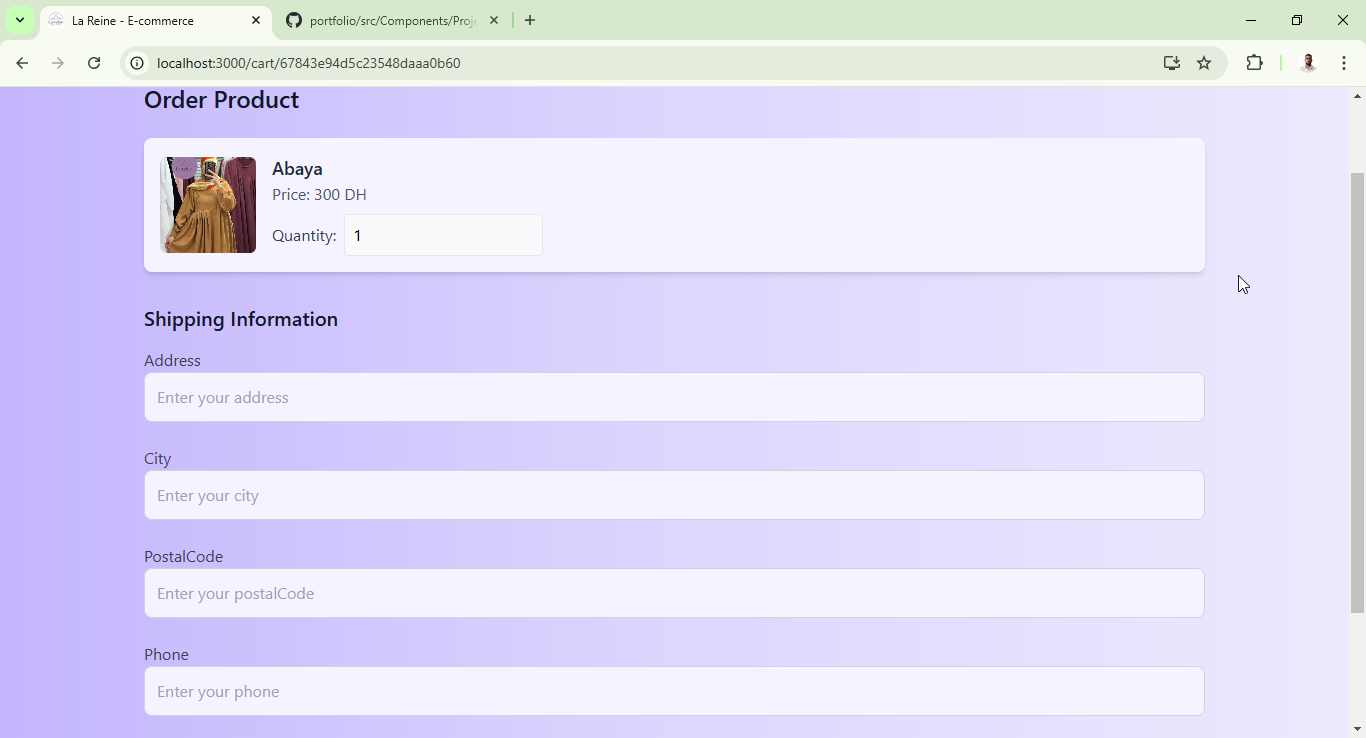 La Reine - E-commerce
portfolio/src/Components/Proje
localhost:3000/cart/67843e94d5c23548daaa0b60
Order Product
Abaya
Price: 300 DH
Quantity: 1
Shipping Information
Address
Enter your address
City
Enter your city
PostalCode
Enter your postalCode
Phone
Enter your phone